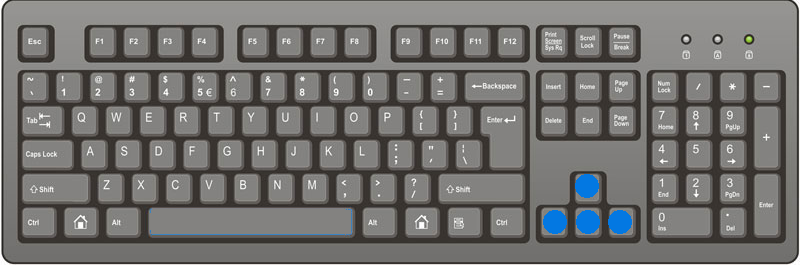 Esc F1 F2 F3 F4 F5 F6 F7 F8 F9 F10 F11 F12 Print Screen Sys Rq Scroll Lock Pause Break
1 A
~ ! @ # $ % ^ & * ( ) – +
` 1 2 3 4 5 € 6 7 8 9 0 – = ←Backspace Insert Home Page Up Num Lock / * –
Tab Q W E R T Y U I O P { [ } ] Enter Delete End Page Down 7 Home 8 ↑ 9 PgUp +
Caps Lock A S D F G H J K L : ; " , | \ 4 ← 5 6 →
⇧Shift Z X C V B N M < , > . ? / ⇧Shift 1 End 2 ↓ 3 PgDn Enter
Ctrl Alt Alt Ctrl 0 Ins . Del